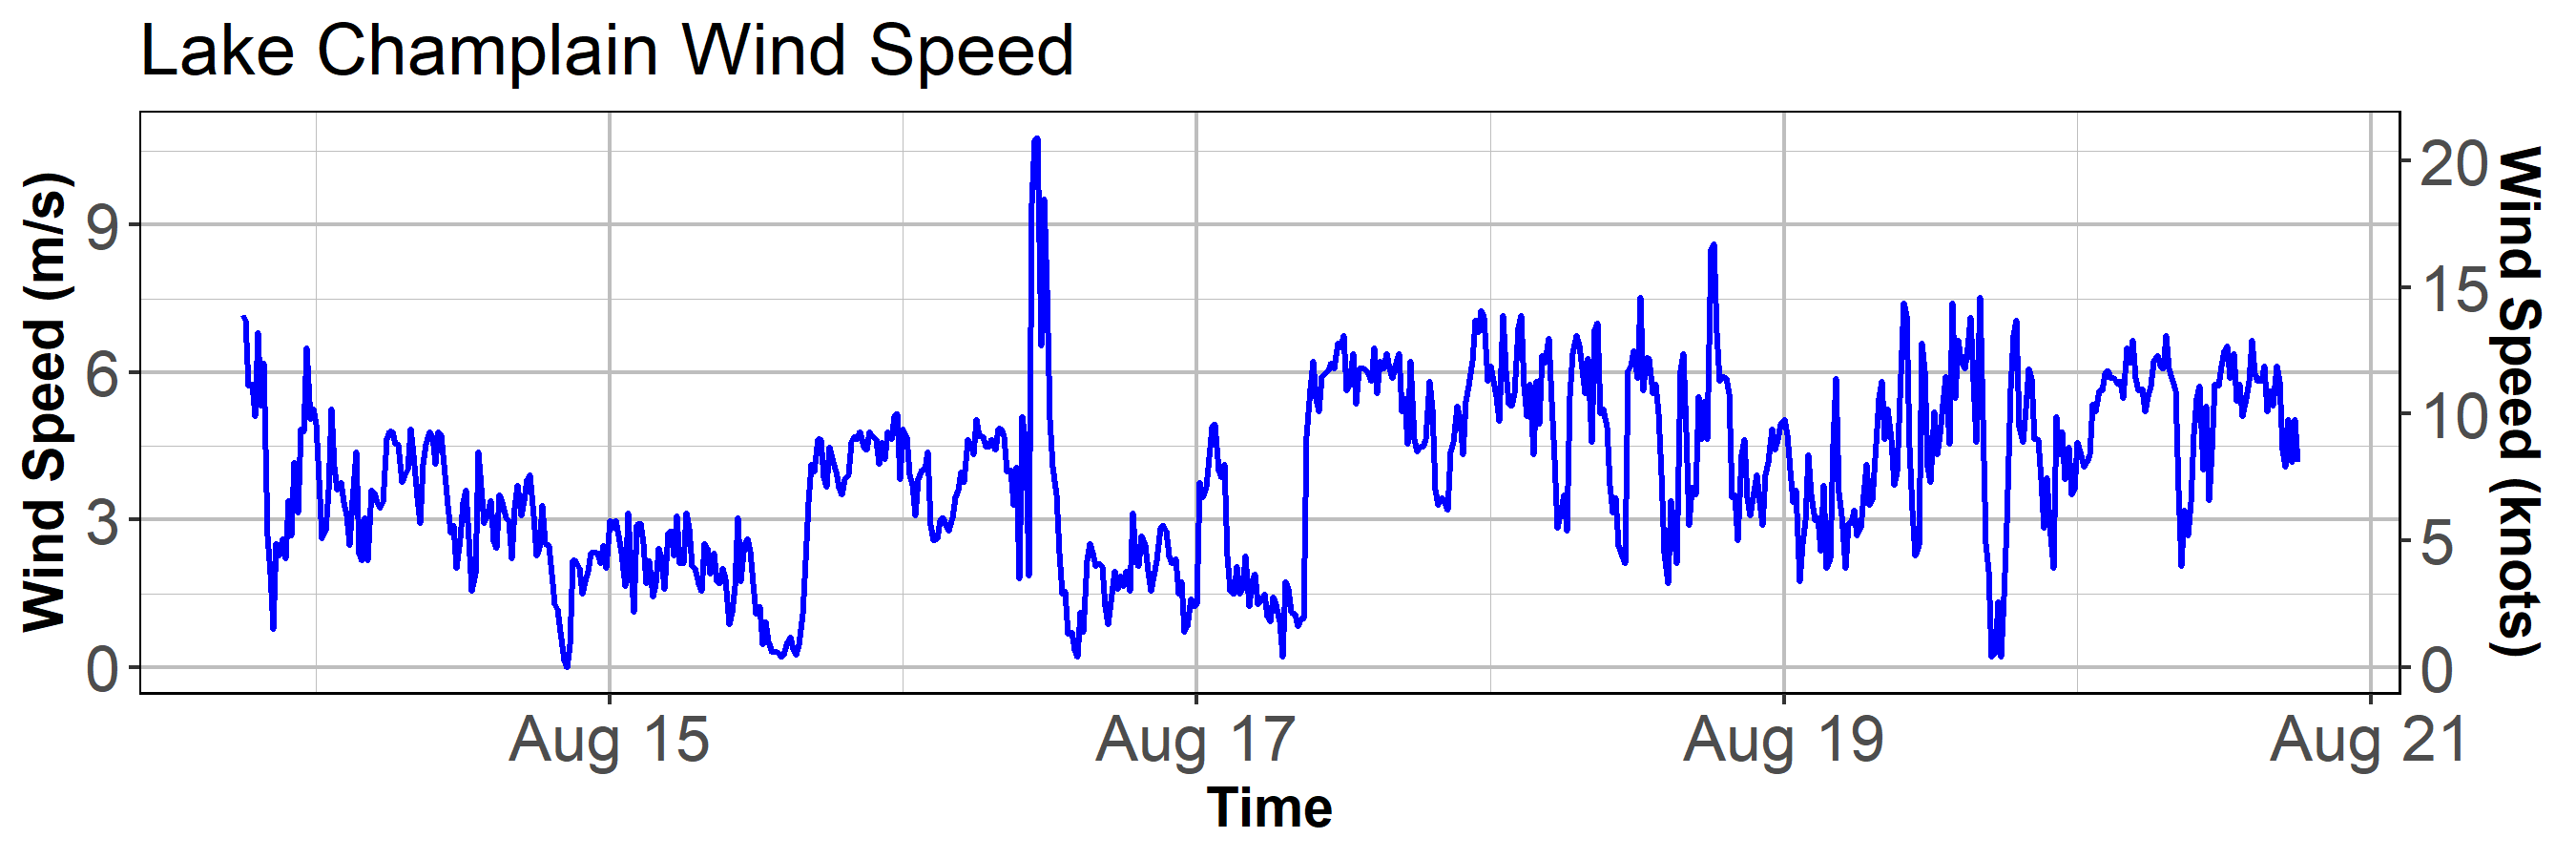 Lake Champlain Wind Speed
Wind Speed (m/s)
9
6
3
0
20
15
10
5
0
Wind Speed (knots)
Aug 15
Aug 17
Aug 19
Aug 21
Time